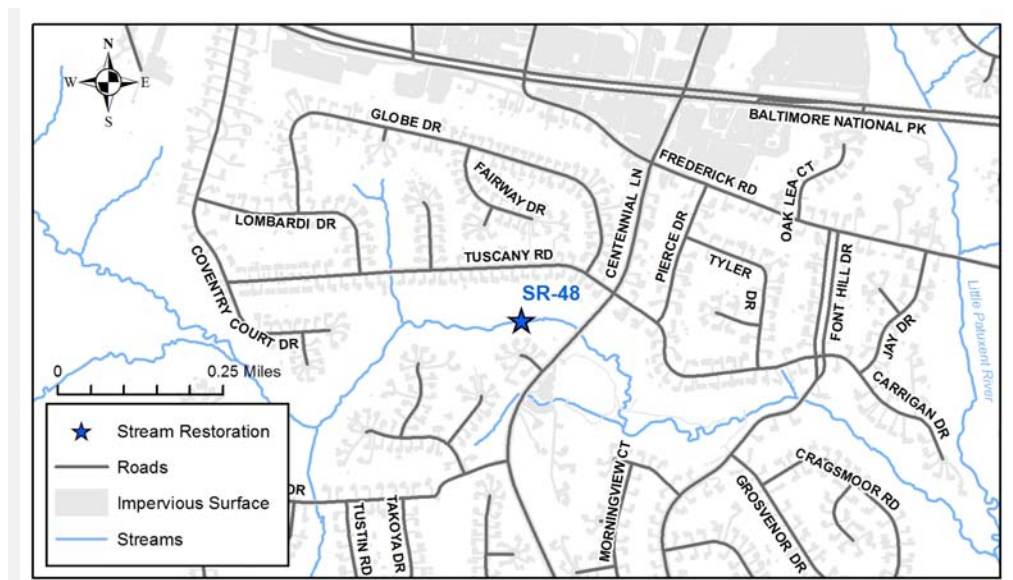 N
W E
S
GLOBE DR
BALTIMORE NATIONAL PK
FREDERICK RD
FAIRWAY DR
OAK LEA CT
CENTENNIAL LN
PIERCE DR
LOMBARDI DR
TUSCANY RD
TYLER DR
FONT HILL DR
COVENTRY COURT DR
SR-48
Little Patuxent River
JAY DR
0 0.25 Miles
CARRIGAN DR
Stream Restoration
Roads
Impervious Surface
Streams
DR
TUSTIN RD
TAKOYA DR
MORNINGVIEW CT
GROSVENOR DR
CRAGSMOOR RD